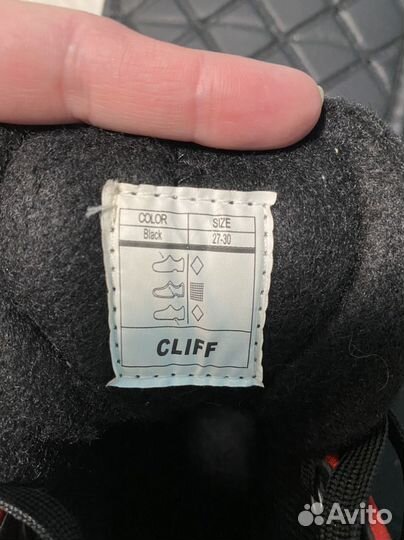 COLOR SIZE
Black 27-30
CLIFF
Avito